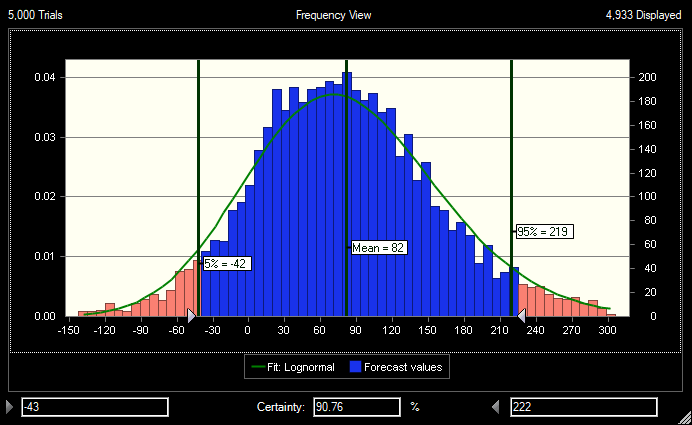 5,000 Trials Frequency View 4,933 Displayed
0.04
0.03
0.02
0.01
0.00
200
180
160
140
120
100
80
60
40
20
0
95% = 219
Mean = 82
5% = -42
-150 -120 -90 -60 -30 0 30 60 90 120 150 180 210 240 270 300
Fit: Lognormal Forecast values
-43 Certainty: 90.76 % 222